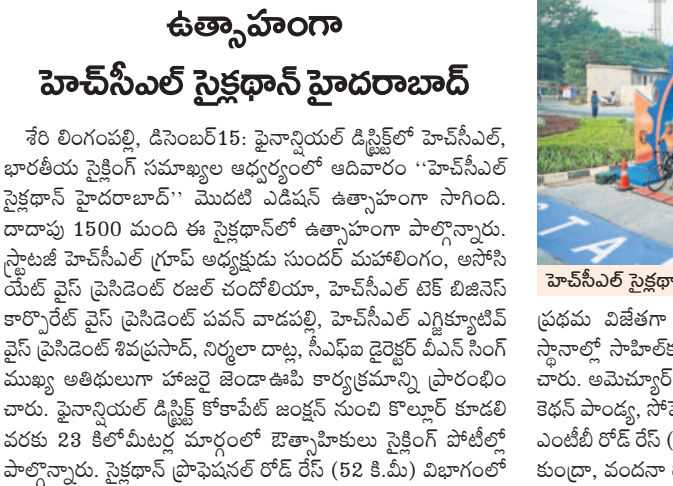 ఉత్సాహంగా
హెచ్‌సీఎల్ సైక్లథాన్ హైదరాబాద్
శేరి లింగంపల్లి, డిసెంబర్15: ఫైనాన్షియల్ డిస్ట్రిక్ట్‌లో హెచ్‌సీఎల్,
భారతీయ సైక్లింగ్ సమాఖ్యల ఆధ్వర్యంలో ఆదివారం ‘‘హెచ్‌సీఎల్
సైక్లథాన్ హైదరాబాద్’’ మొదటి ఎడిషన్ ఉత్సాహంగా సాగింది.
దాదాపు 1500 మంది ఈ సైక్లథాన్‌లో ఉత్సాహంగా పాల్గొన్నారు.
స్ట్రాటజీ హెచ్‌సీఎల్ గ్రూప్ అధ్యక్షుడు సుందర్ మహాలింగం, అసోసి
యేట్ వైస్ ప్రెసిడెంట్ రజల్ చందోలియా, హెచ్‌సీఎల్ టెక్ బిజినెస్
కార్పొరేట్ వైస్ ప్రెసిడెంట్ పవన్ వాడపల్లి, హెచ్‌సీఎల్ ఎగ్జిక్యూటివ్
వైస్ ప్రెసిడెంట్ శివప్రసాద్, నిర్మలా దాట్ల, సీఎఫ్ఐ డైరెక్టర్ వీఎన్ సింగ్
ముఖ్య అతిథులుగా హాజరై జెండాఊపి కార్యక్రమాన్ని ప్రారంభిం
చారు. ఫైనాన్షియల్ డిస్ట్రిక్ట్ కోకాపేట్ జంక్షన్ నుంచి కొల్లూర్ కూడలి
వరకు 23 కిలోమీటర్ల మార్గంలో ఔత్సాహికులు సైక్లింగ్ పోటీల్లో
పాల్గొన్నారు. సైక్లథాన్ ప్రొఫెషనల్ రోడ్ రేస్ (52 కి.మీ) విభాగంలో
STA
హెచ్‌సీఎల్ సైక్లథా
ప్రథమ విజేతగా
స్థానాల్లో సాహిల్‌క
చారు. అమెచ్యూర్
కెథన్ పాండ్య, సోహె
ఎంటీబీ రోడ్ రేస్ (
కుంద్రా, వందనా